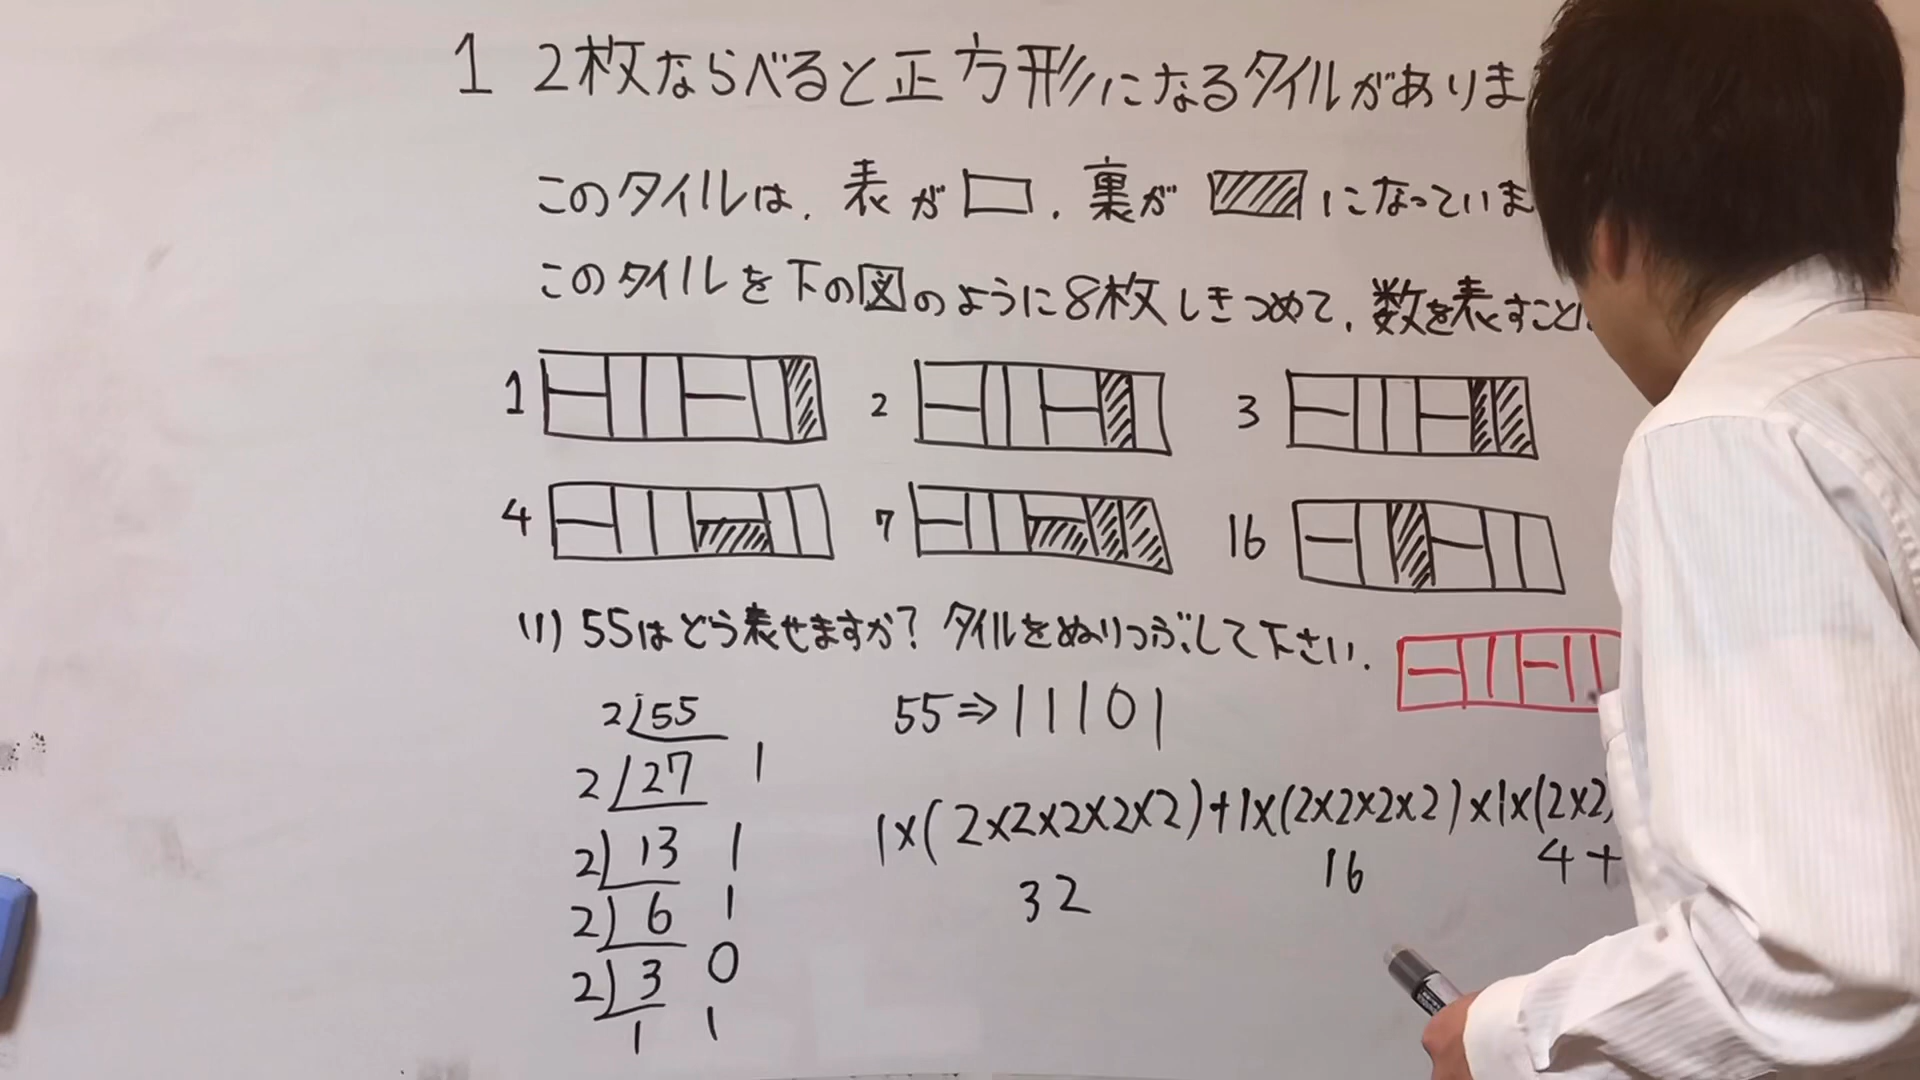 1 2枚ならべると正方形になるタイルがありま
このタイルは、表が 、裏が になっていま
このタイルを下の図のように8枚しきつめて、数を表すこと
1 2 3
4 7 16
(1) 55はどう表せますか？ タイルをぬりつぶして下さい。
2)55
2)27 1
2)13 1
2)6 1
2)3 0
1 1
55⇒11101
1×(2×2×2×2×2)+1×(2×2×2×2)×1×(2×2)
32 16 4+